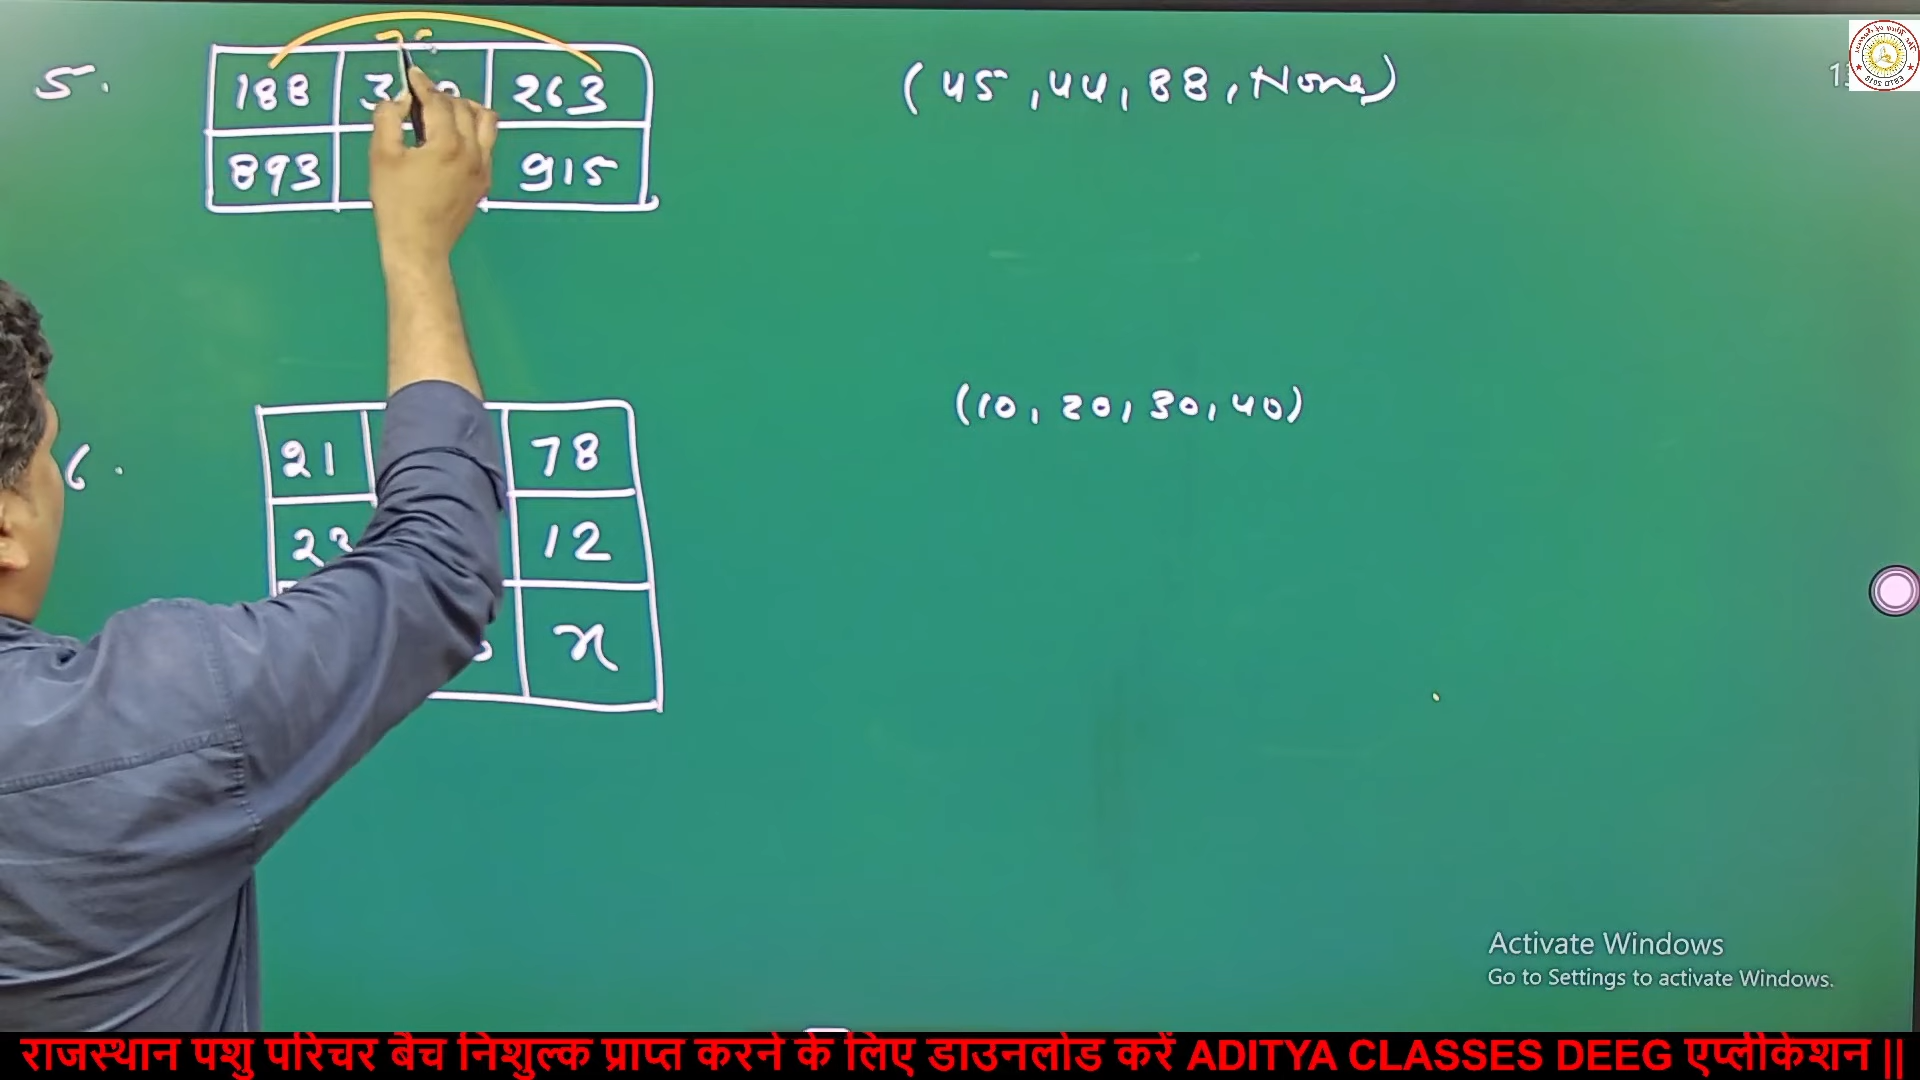 5. 188 263 (45, 44, 88, None)
893 915
6. 21 78 (10, 20, 30, 40)
12
x
Activate Windows
Go to Settings to activate Windows.
राजस्थान पशु परिचर बैच निशुल्क प्राप्त करने के लिए डाउनलोड करें ADITYA CLASSES DEEG एप्लीकेशन ||